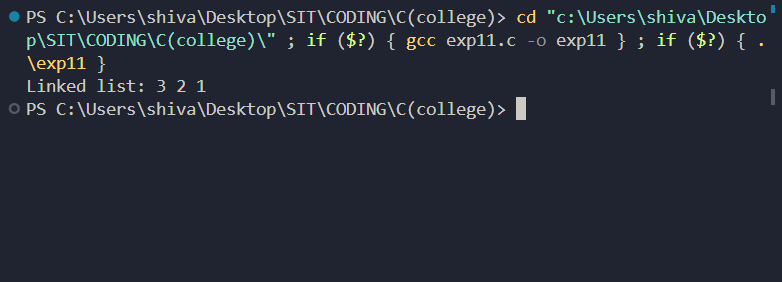 PS C:\Users\shiva\Desktop\SIT\CODING\C(college)> cd "c:\Users\shiva\Deskto
p\SIT\CODING\C(college)\" ; if ($?) { gcc exp11.c -o exp11 } ; if ($?) { .
\exp11 }
Linked list: 3 2 1
PS C:\Users\shiva\Desktop\SIT\CODING\C(college)>